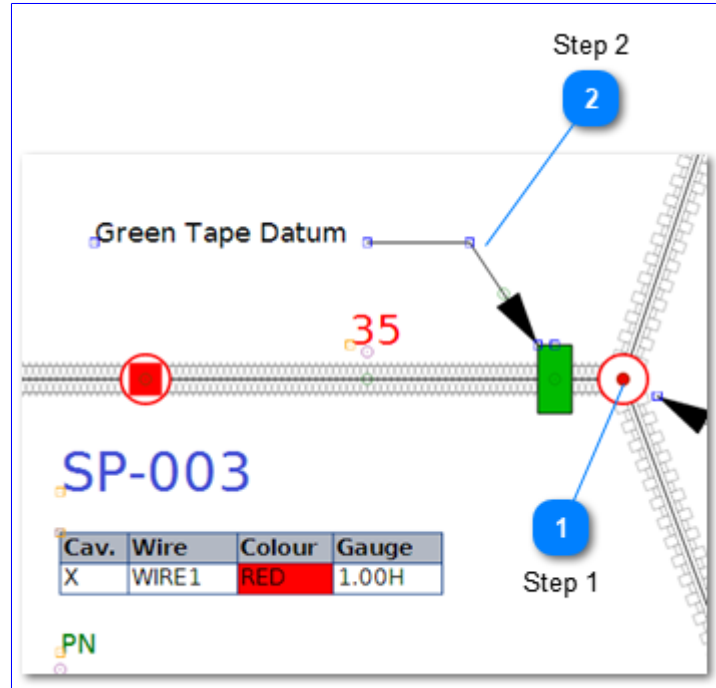 Step 2
2
Green Tape Datum
35
SP-003
1
Cav. Wire Colour Gauge
X WIRE1 RED 1.00H
Step 1
PN